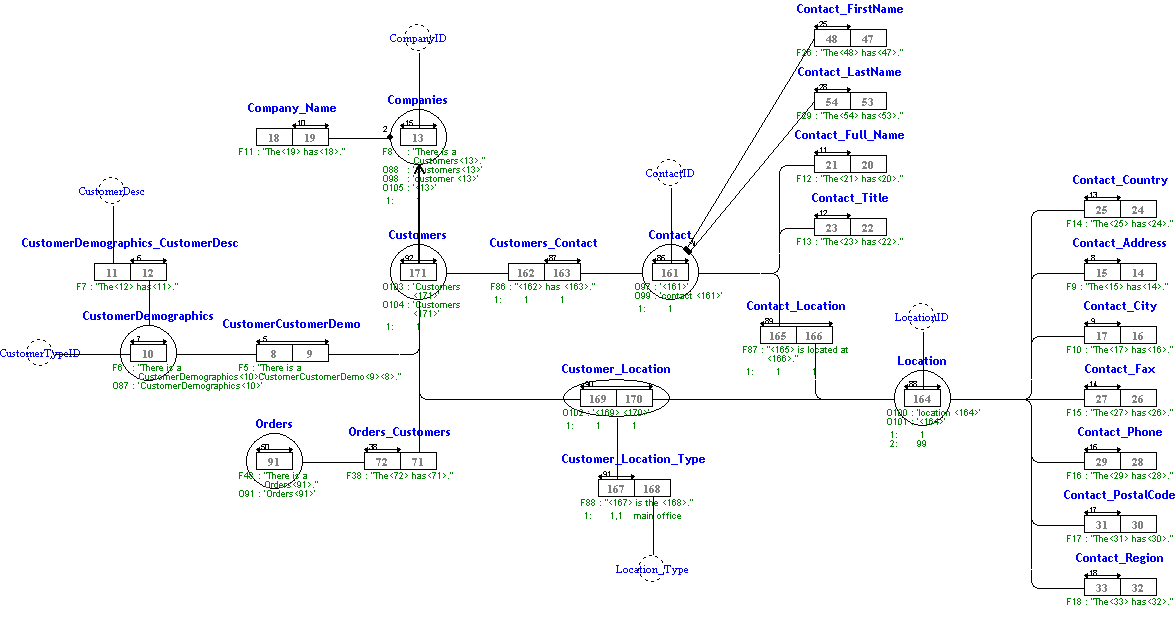 Contact_FirstName
25
48 47
F26 : "The<48> has<47>."
CompanyID
Contact_LastName
28
54 53
F29 : "The<54> has<53>."
Companies
15
13
2
F8 : "There is a
Customers<13>."
O88 : 'Customers<13>'
O98 : 'customer <13>'
O105 : '<13>'
1:
Company_Name
10
18 19
F11 : "The<19> has<18>."
Contact_Full_Name
11
21 20
F12 : "The<21> has<20>."
ContactID
Contact_Title
12
23 22
F13 : "The<23> has<22>."
CustomerDesc
CustomerDemographics_CustomerDesc
6
11 12
F7 : "The<12> has<11>."
Customers
92
171
O103 : 'Customers
<171>'
O104 : 'Customers
<171>'
1: 1
Customers_Contact
87
162 163
F86 : "<162> has <163>."
1: 1 1
Contact
86
161
O97 : '<161>'
O99 : 'contact <161>'
1: 1
Contact_Country
13
25 24
F14 : "The<25> has<24>."
Contact_Address
8
15 14
F9 : "The<15> has<14>."
Contact_Location
89
165 166
F87 : "<165> is located at
<166>."
1: 1 1
LocationID
Contact_City
9
17 16
F10 : "The<17> has<16>."
CustomerDemographics
7
10
F6 : "There is a
CustomerDemographics<10>
O87 : 'CustomerDemographics<10>'
CustomerTypeID
CustomerCustomerDemo
5
8 9
F5 : "There is a
CustomerCustomerDemo<9><8>."
Customer_Location
90
169 170
O102 : '<169> <170>'
1: 1 1
Location
88
164
O100 : 'location <164>'
O101 : '<164>'
1: 1
2: 99
Contact_Fax
14
27 26
F15 : "The<27> has<26>."
Orders
50
91
F48 : "There is a
Orders<91>."
O91 : 'Orders<91>'
Orders_Customers
38
72 71
F38 : "The<72> has<71>."
Customer_Location_Type
91
167 168
F88 : "<167> is the <168>."
1: 1,1 main office
Location_Type
Contact_Phone
16
29 28
F16 : "The<29> has<28>."
Contact_PostalCode
17
31 30
F17 : "The<31> has<30>."
Contact_Region
18
33 32
F18 : "The<33> has<32>."